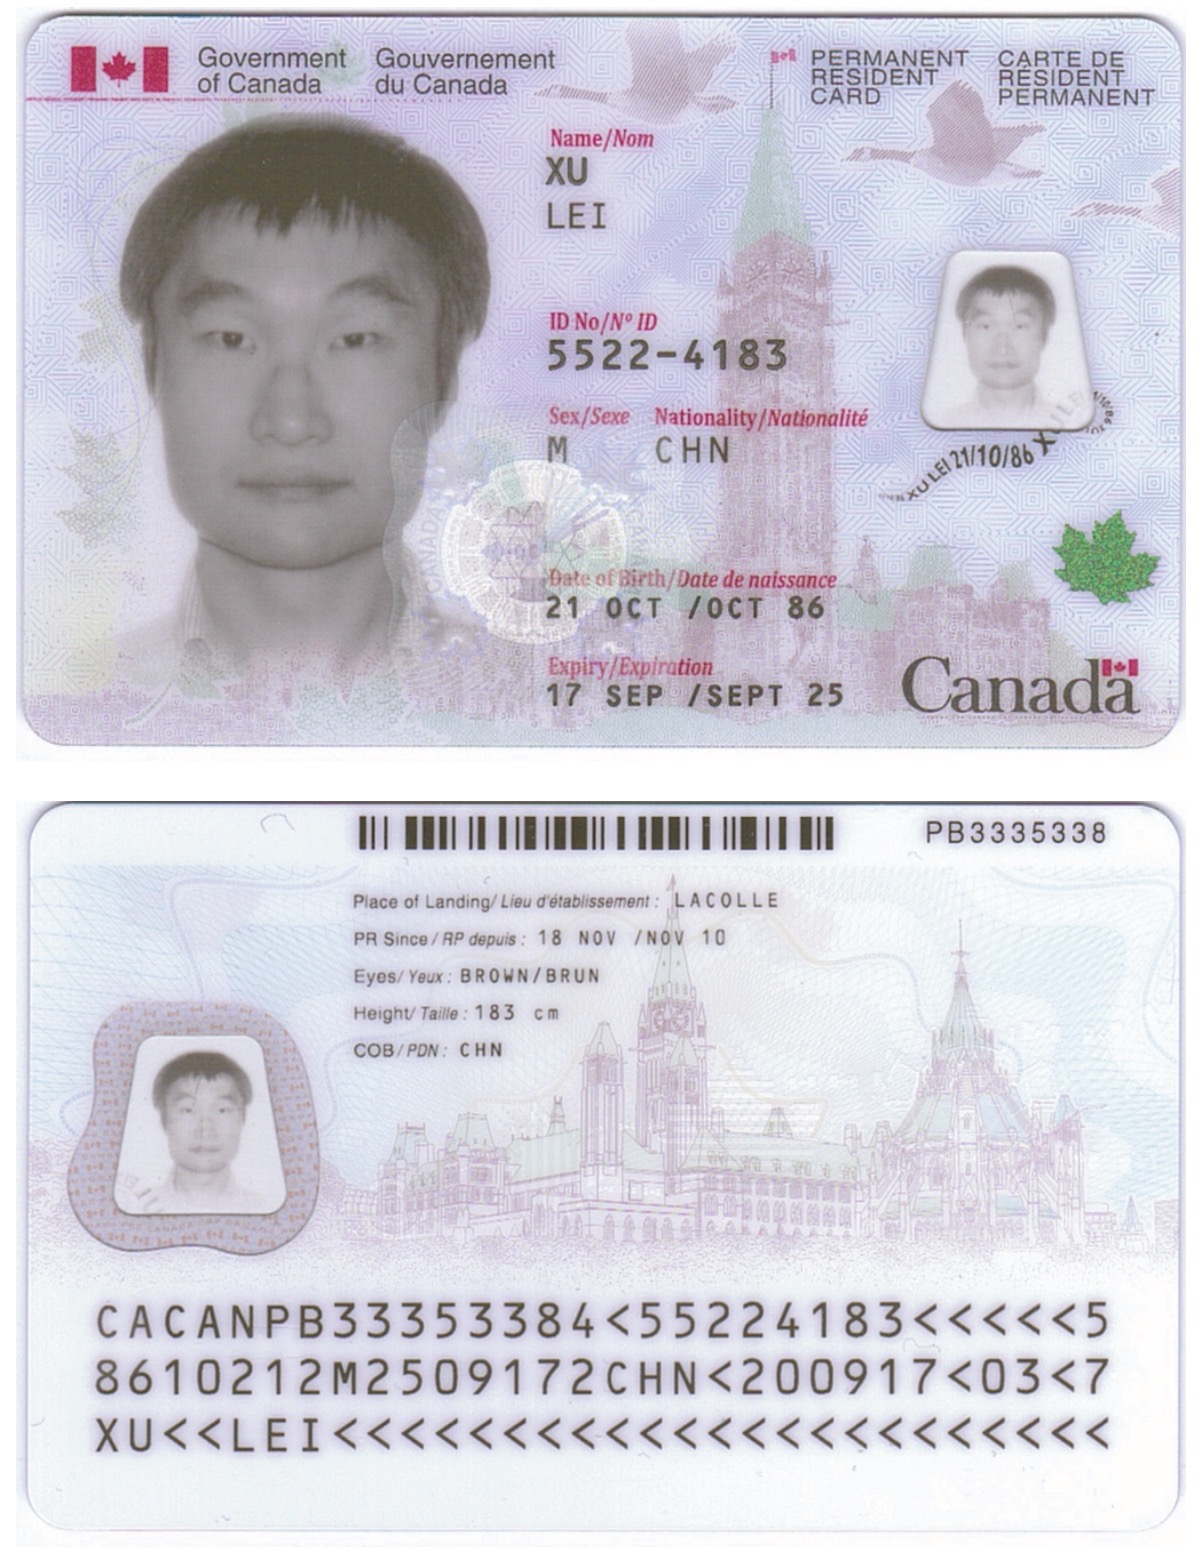 Government of Canada
Gouvernement du Canada
PERMANENT RESIDENT CARD
CARTE DE RÉSIDENT PERMANENT
Name/Nom
XU
LEI
ID No/Nº ID
5522-4183
Sex/Sexe Nationality/Nationalité
M CHN
XU LEI 21/10/86
Date of Birth/Date de naissance
21 OCT /OCT 86
Expiry/Expiration
17 SEP /SEPT 25
Canada
PB3335338
Place of Landing/ Lieu d'établissement : LACOLLE
PR Since / RP depuis : 18 NOV /NOV 10
Eyes/ Yeux : BROWN/BRUN
Height/ Taille : 183 cm
COB/PDN : CHN
CACANPB33353384<55224183<<<<<5
8610212M2509172CHN<200917<03<7
XU<<LEI<<<<<<<<<<<<<<<<<<<<<<<